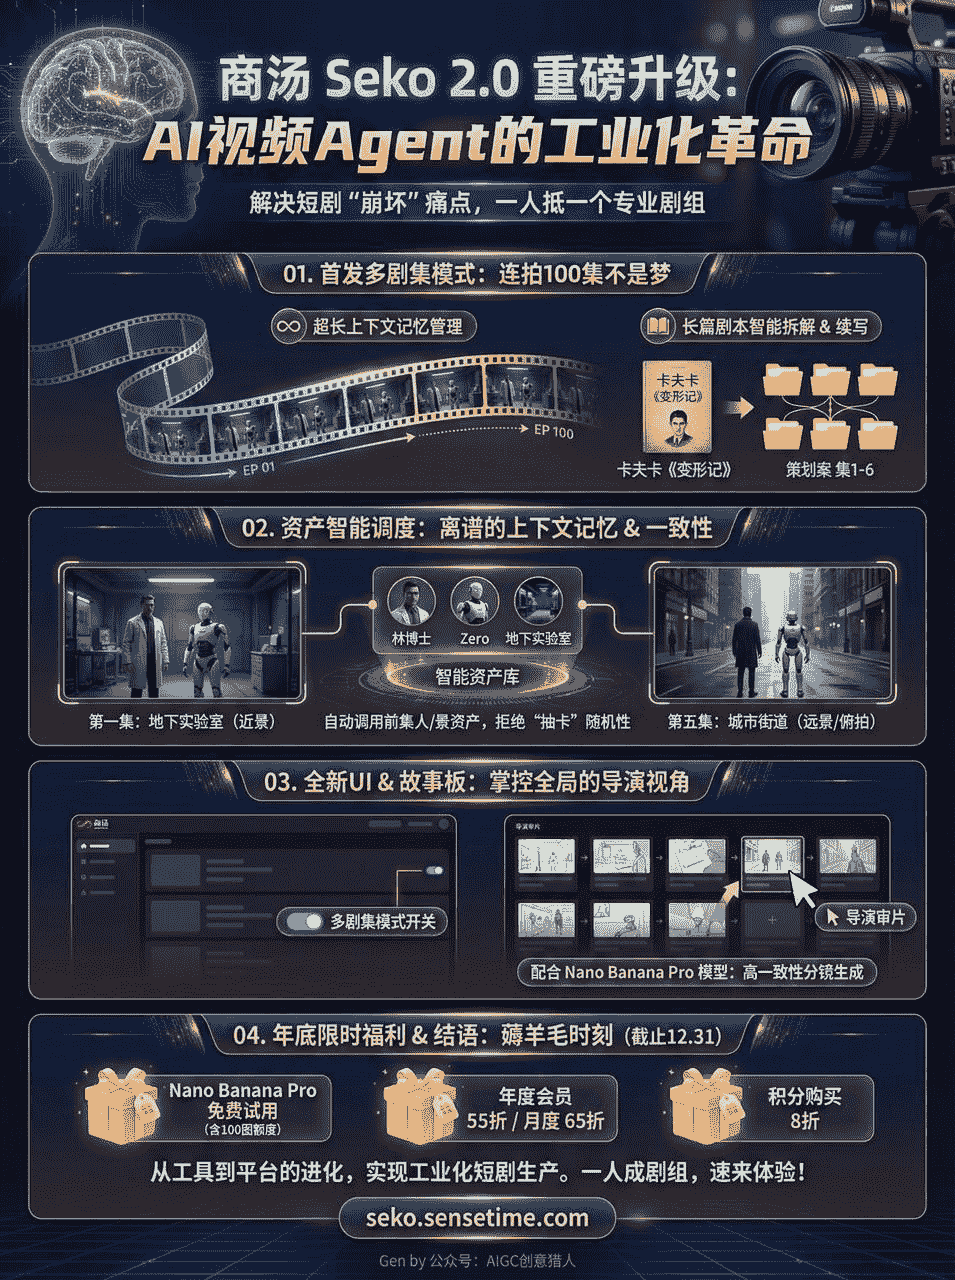 商汤 Seko 2.0 重磅升级：
AI视频Agent的工业化革命
解决短剧“崩坏”痛点，一人抵一个专业剧组
01. 首发多剧集模式：连拍100集不是梦
超长上下文记忆管理
长篇剧本智能拆解 & 续写
卡夫卡
《变形记》
EP 01
EP 100
卡夫卡《变形记》
策划案 集1-6
02. 资产智能调度：离谱的上下文记忆 & 一致性
林博士
Zero
地下实验室
智能资产库
第一集：地下实验室（近景）
自动调用前集人/景资产，拒绝“抽卡”随机性
第五集：城市街道（远景/俯拍）
03. 全新UI & 故事板：掌控全局的导演视角
商汤
多剧集模式开关
导演审片
导演审片
配合 Nano Banana Pro 模型：高一致性分镜生成
04. 年底限时福利 & 结语：薅羊毛时刻（截止12.31）
Nano Banana Pro
免费试用
（含100图额度）
年度会员
55折 / 月度 65折
积分购买
8折
从工具到平台的进化，实现工业化短剧生产。一人成剧组，速来体验！
seko.sensetime.com
Gen by 公众号：AIGC创意猎人